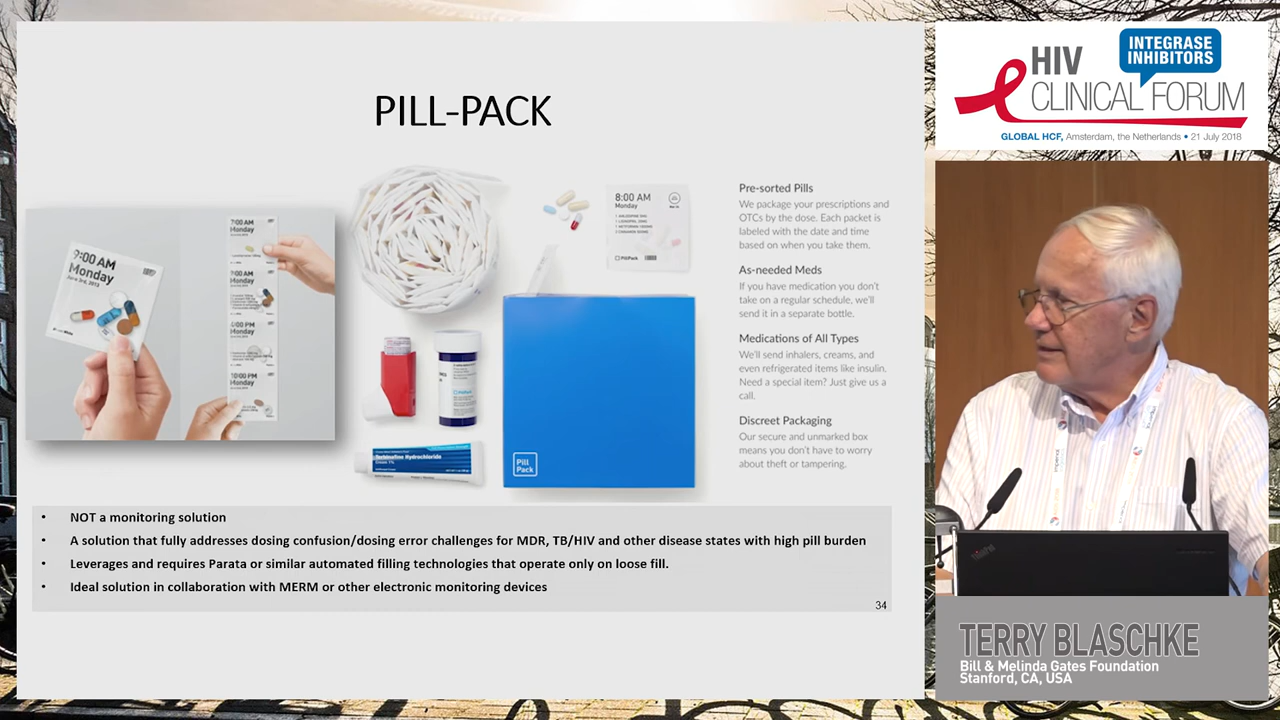 PILL-PACK
9:00 AM
Monday
7:00 AM
Monday
9:00 AM
Monday
Monday
10:00 PM
Monday
8:00 AM
Monday
PillPack
PillPack
Terbinafine Hydrochloride
Pill
Pack
Pre-sorted Pills
We package your prescriptions and
OTCs by the dose. Each packet is
labeled with the date and time
based on when you take them.
As-needed Meds
If you have medication you don't
take on a regular schedule, we'll
send it in a separate bottle.
Medications of All Types
We'll send inhalers, creams, and
even refrigerated items like insulin.
Need a special item? Just give us a
call.
Discreet Packaging
Our secure and unmarked box
means you don't have to worry
about theft or tampering.
• NOT a monitoring solution
• A solution that fully addresses dosing confusion/dosing error challenges for MDR, TB/HIV and other disease states with high pill burden
• Leverages and requires Parata or similar automated filling technologies that operate only on loose fill.
• Ideal solution in collaboration with MERM or other electronic monitoring devices
34
INTEGRASE
INHIBITORS
HIV
CLINICAL FORUM
GLOBAL HCF, Amsterdam, the Netherlands • 21 July 2018
ThinkPad
TERRY BLASCHKE
Bill & Melinda Gates Foundation
Stanford, CA, USA